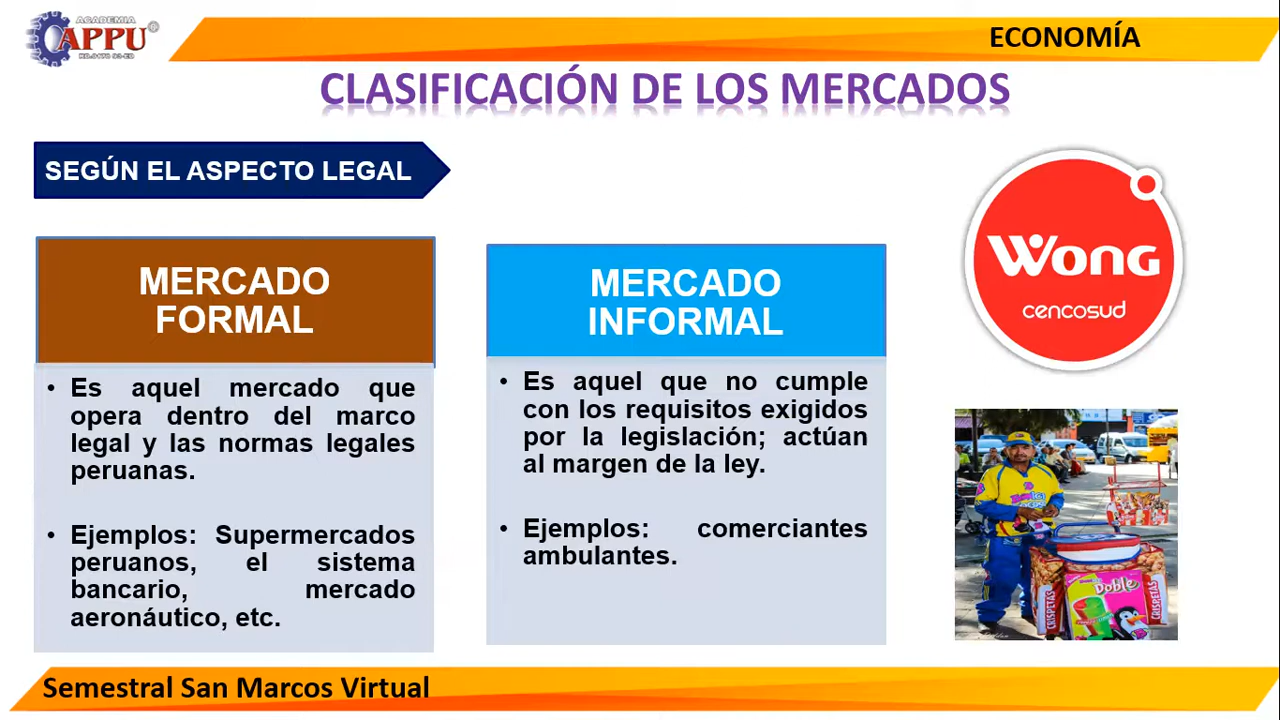 ACADEMIA
APPU
ECONOMÍA
CLASIFICACIÓN DE LOS MERCADOS
SEGÚN EL ASPECTO LEGAL
MERCADO
FORMAL
• Es aquel mercado que
opera dentro del marco
legal y las normas legales
peruanas.
• Ejemplos: Supermercados
peruanos, el sistema
bancario, mercado
aeronáutico, etc.
MERCADO
INFORMAL
• Es aquel que no cumple
con los requisitos exigidos
por la legislación; actúan
al margen de la ley.
• Ejemplos: comerciantes
ambulantes.
Wong
cencosud
Doble
CRISPETAS
CRISPETAS
Semestral San Marcos Virtual